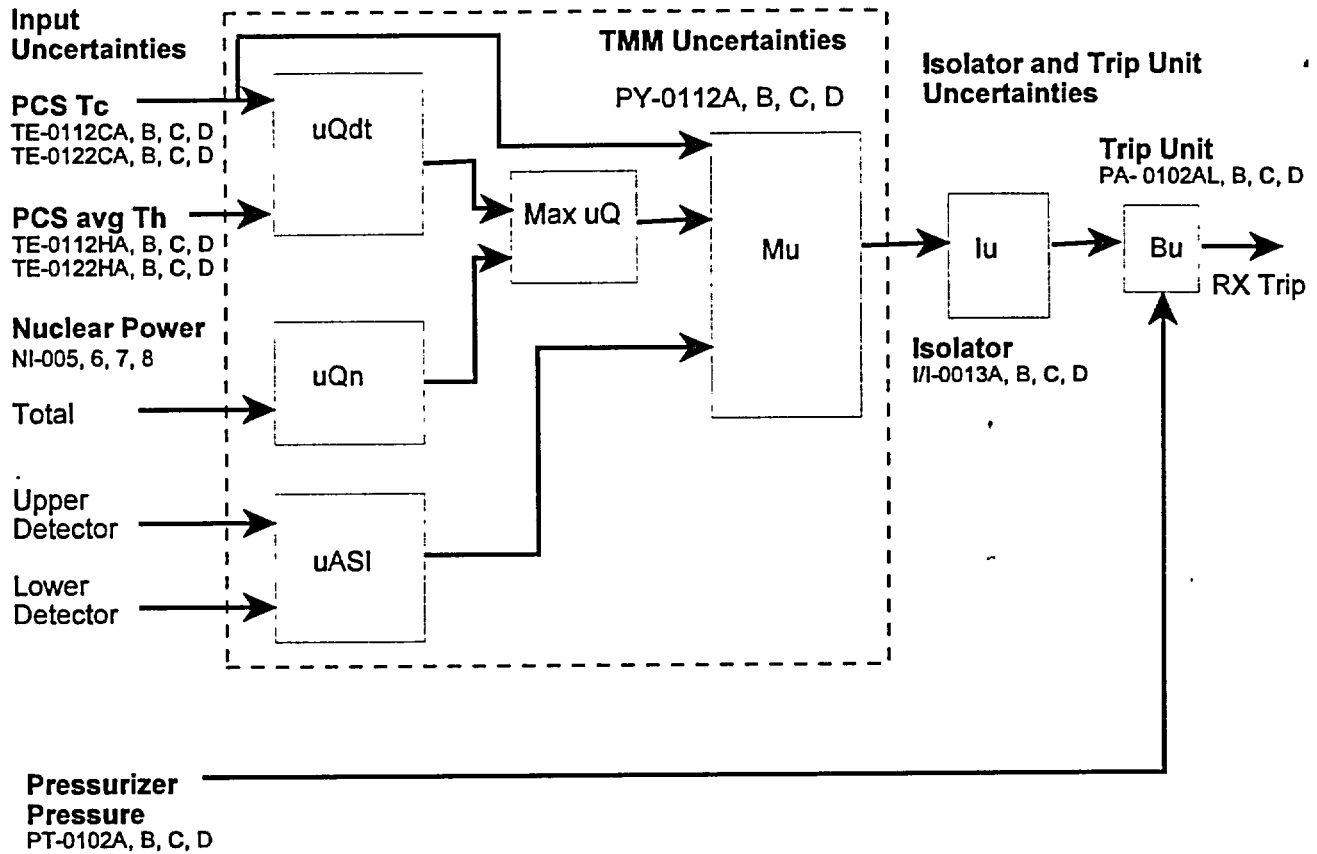 Input
Uncertainties
PCS Tc
TE-0112CA, B, C, D
TE-0122CA, B, C, D
PCS avg Th
TE-0112HA, B, C, D
TE-0122HA, B, C, D
Nuclear Power
NI-005, 6, 7, 8
Total
Upper
Detector
Lower
Detector
Pressurizer
Pressure
PT-0102A, B, C, D
TMM Uncertainties
PY-0112A, B, C, D
uQdt
Max uQ
uQn
uASI
Mu
Isolator and Trip Unit
Uncertainties
Iu
Isolator
I/I-0013A, B, C, D
Trip Unit
PA- 0102AL, B, C, D
Bu
RX Trip